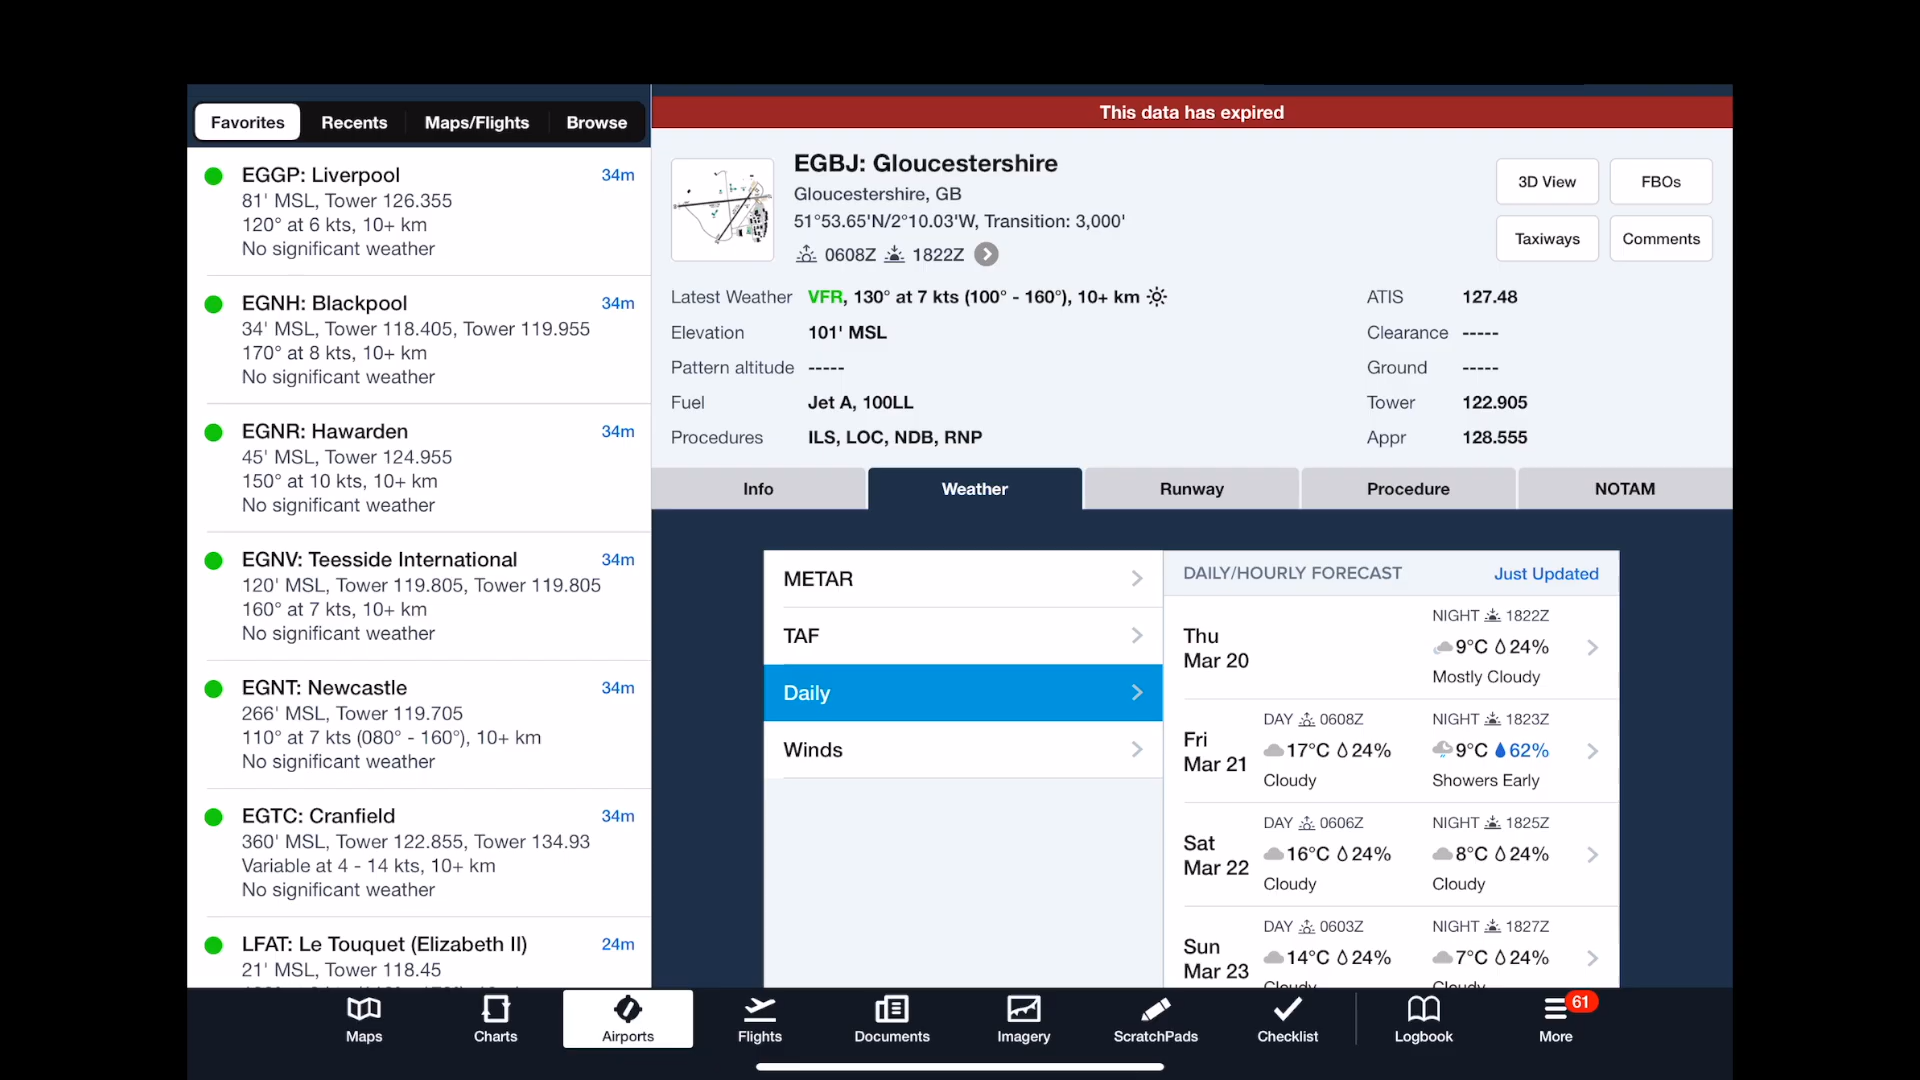 Favorites
Recents
Maps/Flights
Browse
EGGP: Liverpool
34m
81' MSL, Tower 126.355
120° at 6 kts, 10+ km
No significant weather
EGNH: Blackpool
34m
34' MSL, Tower 118.405, Tower 119.955
170° at 8 kts, 10+ km
No significant weather
EGNR: Hawarden
34m
45' MSL, Tower 124.955
150° at 10 kts, 10+ km
No significant weather
EGNV: Teesside International
34m
120' MSL, Tower 119.805, Tower 119.805
160° at 7 kts, 10+ km
No significant weather
EGNT: Newcastle
34m
266' MSL, Tower 119.705
110° at 7 kts (080° - 160°), 10+ km
No significant weather
EGTC: Cranfield
34m
360' MSL, Tower 122.855, Tower 134.93
Variable at 4 - 14 kts, 10+ km
No significant weather
LFAT: Le Touquet (Elizabeth II)
24m
21' MSL, Tower 118.45
This data has expired
EGBJ: Gloucestershire
Gloucestershire, GB
51°53.65'N/2°10.03'W, Transition: 3,000'
0608Z 1822Z
3D View
FBOs
Taxiways
Comments
Latest Weather VFR, 130° at 7 kts (100° - 160°), 10+ km
Elevation 101' MSL
Pattern altitude -----
Fuel Jet A, 100LL
Procedures ILS, LOC, NDB, RNP
ATIS 127.48
Clearance -----
Ground -----
Tower 122.905
Appr 128.555
Info
Weather
Runway
Procedure
NOTAM
METAR
TAF
Daily
Winds
DAILY/HOURLY FORECAST
Just Updated
Thu
Mar 20
NIGHT 1822Z
9°C 24%
Mostly Cloudy
Fri
Mar 21
DAY 0608Z
17°C 24%
Cloudy
NIGHT 1823Z
9°C 62%
Showers Early
Sat
Mar 22
DAY 0606Z
16°C 24%
Cloudy
NIGHT 1825Z
8°C 24%
Cloudy
Sun
Mar 23
DAY 0603Z
14°C 24%
Cloudy
NIGHT 1827Z
7°C 24%
Cloudy
Maps
Charts
Airports
Flights
Documents
Imagery
ScratchPads
Checklist
Logbook
61
More